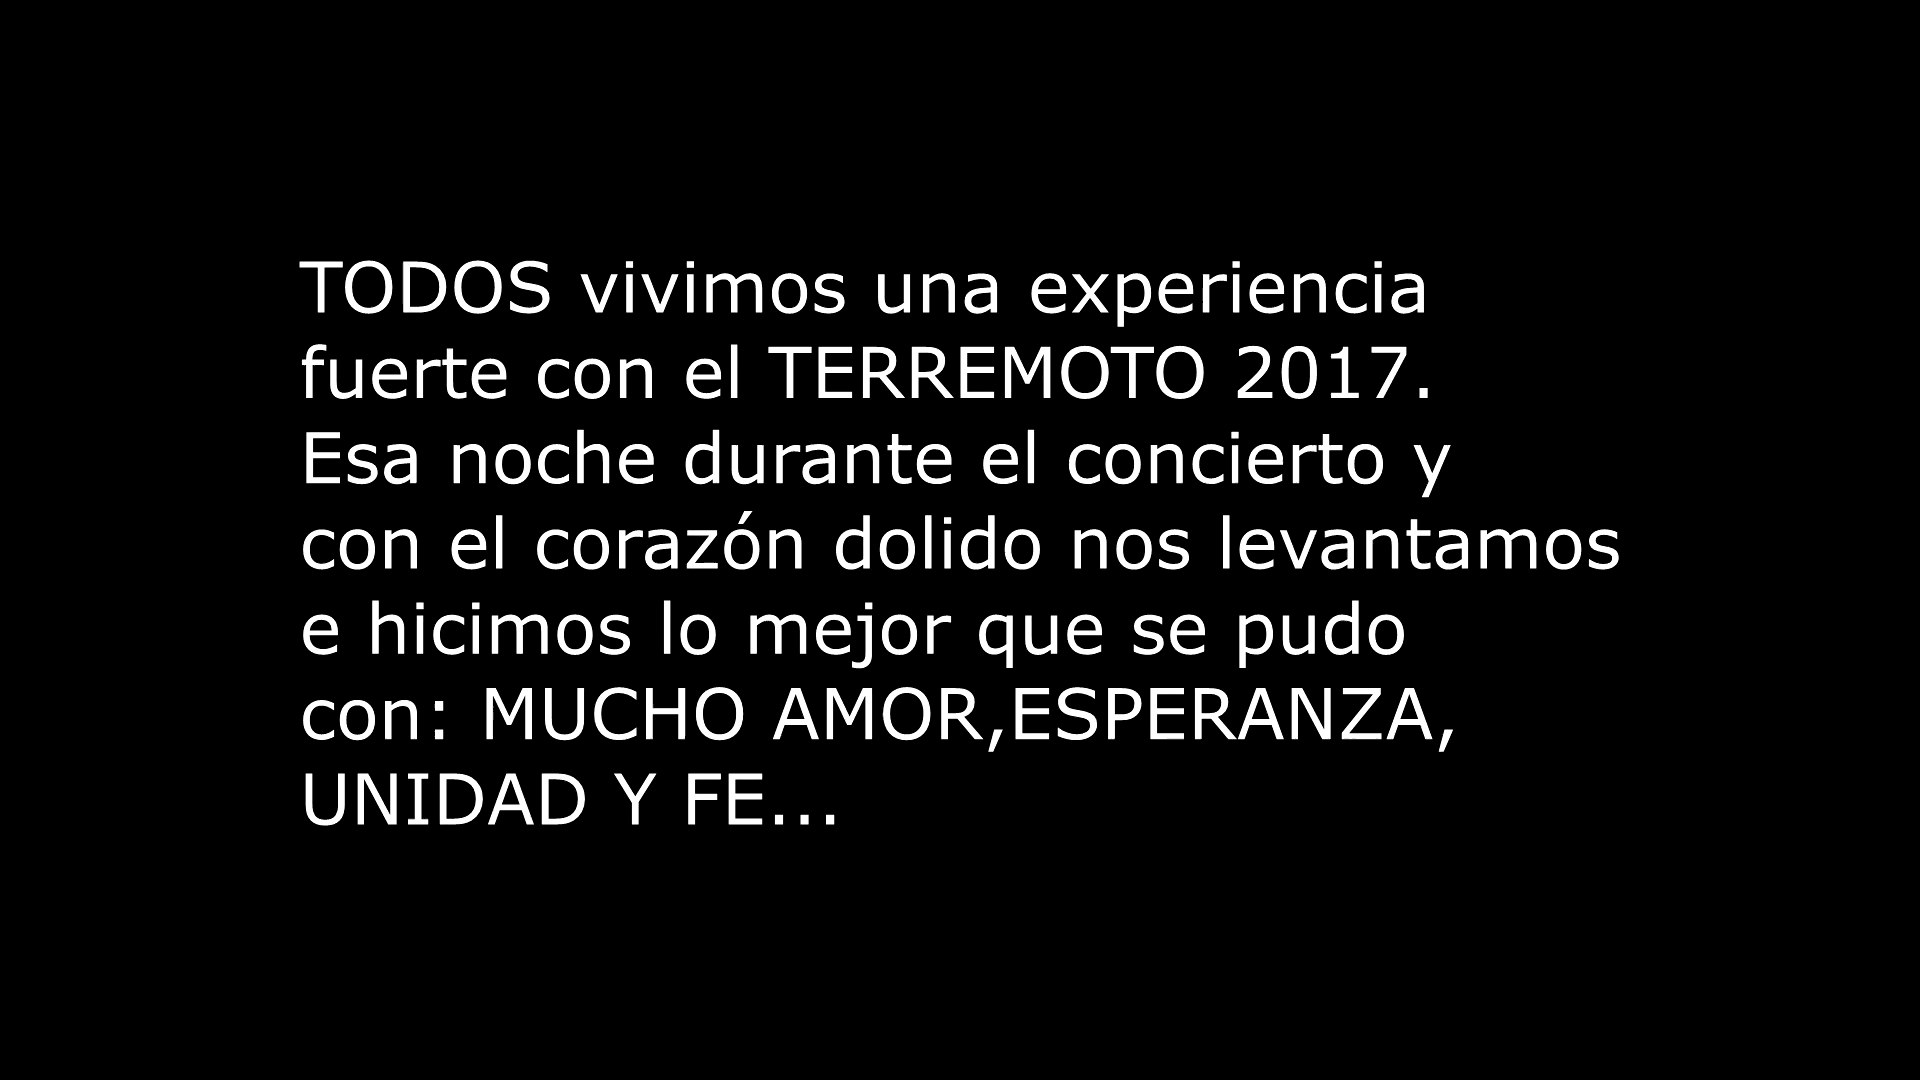 TODOS vivimos una experiencia
fuerte con el TERREMOTO 2017.
Esa noche durante el concierto y
con el corazón dolido nos levantamos
e hicimos lo mejor que se pudo
con: MUCHO AMOR,ESPERANZA,
UNIDAD Y FE...